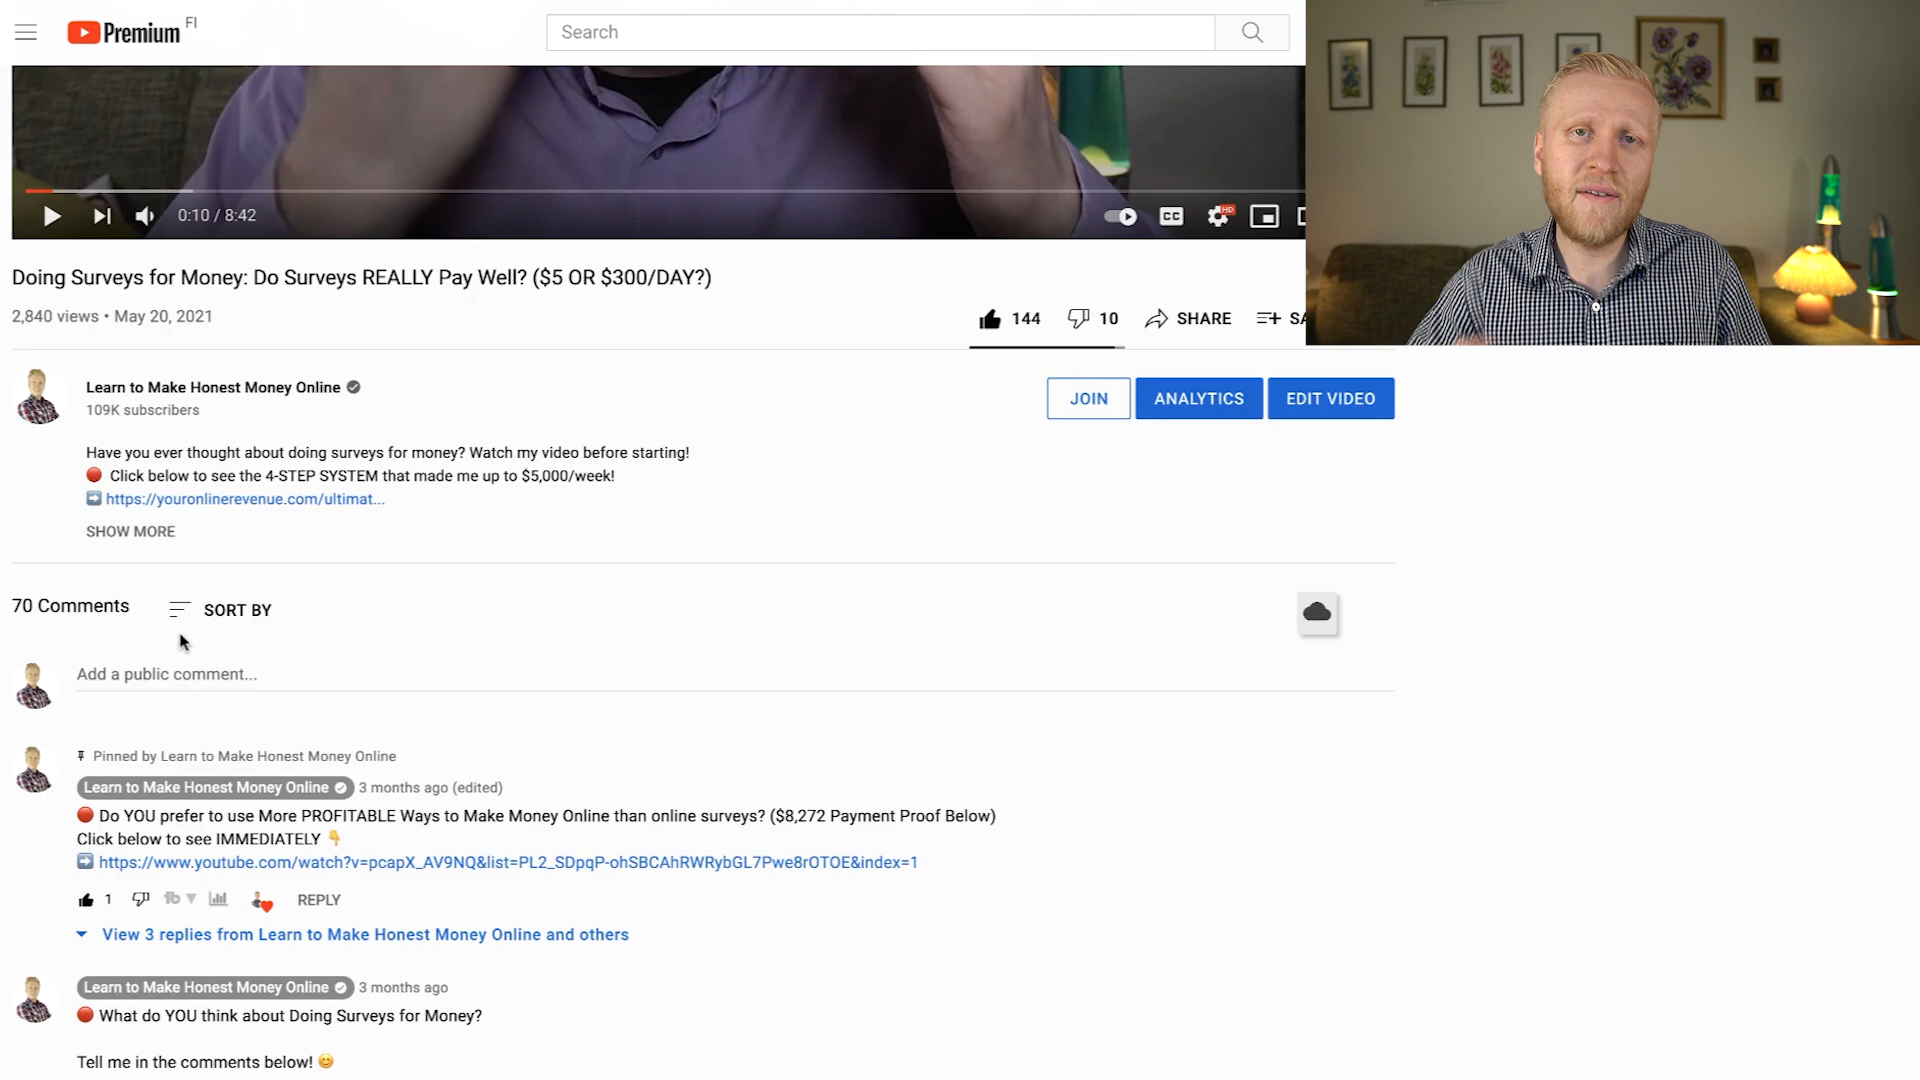 Premium FI
Search
0:10 / 8:42
CC
HD
Doing Surveys for Money: Do Surveys REALLY Pay Well? ($5 OR $300/DAY?)
2,840 views • May 20, 2021
144
10
SHARE
SA
Learn to Make Honest Money Online
109K subscribers
JOIN
ANALYTICS
EDIT VIDEO
Have you ever thought about doing surveys for money? Watch my video before starting!
🔴 Click below to see the 4-STEP SYSTEM that made me up to $5,000/week!
➡️ https://youronlinerevenue.com/ultimat...
SHOW MORE
70 Comments
SORT BY
Add a public comment...
Pinned by Learn to Make Honest Money Online
Learn to Make Honest Money Online 3 months ago (edited)
🔴 Do YOU prefer to use More PROFITABLE Ways to Make Money Online than online surveys? ($8,272 Payment Proof Below)
Click below to see IMMEDIATELY 👇
➡️ https://www.youtube.com/watch?v=pcapX_AV9NQ&list=PL2_SDpqP-ohSBCAhRWRybGL7Pwe8rOTOE&index=1
1
tb
REPLY
View 3 replies from Learn to Make Honest Money Online and others
Learn to Make Honest Money Online 3 months ago
🔴 What do YOU think about Doing Surveys for Money?
Tell me in the comments below! 😊